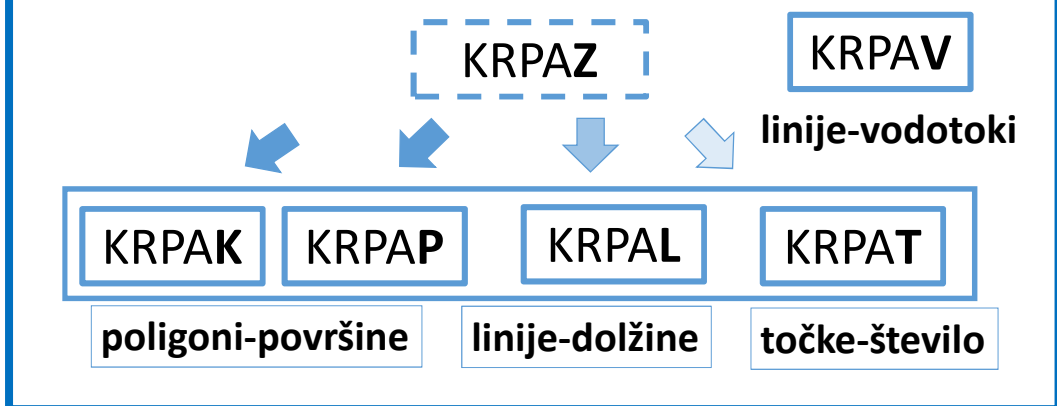 KRPAZ
KRPAV
linije-vodotoki
KRPAK
KRPAP
KRPAL
KRPAT
poligoni-površine
linije-dolžine
točke-število